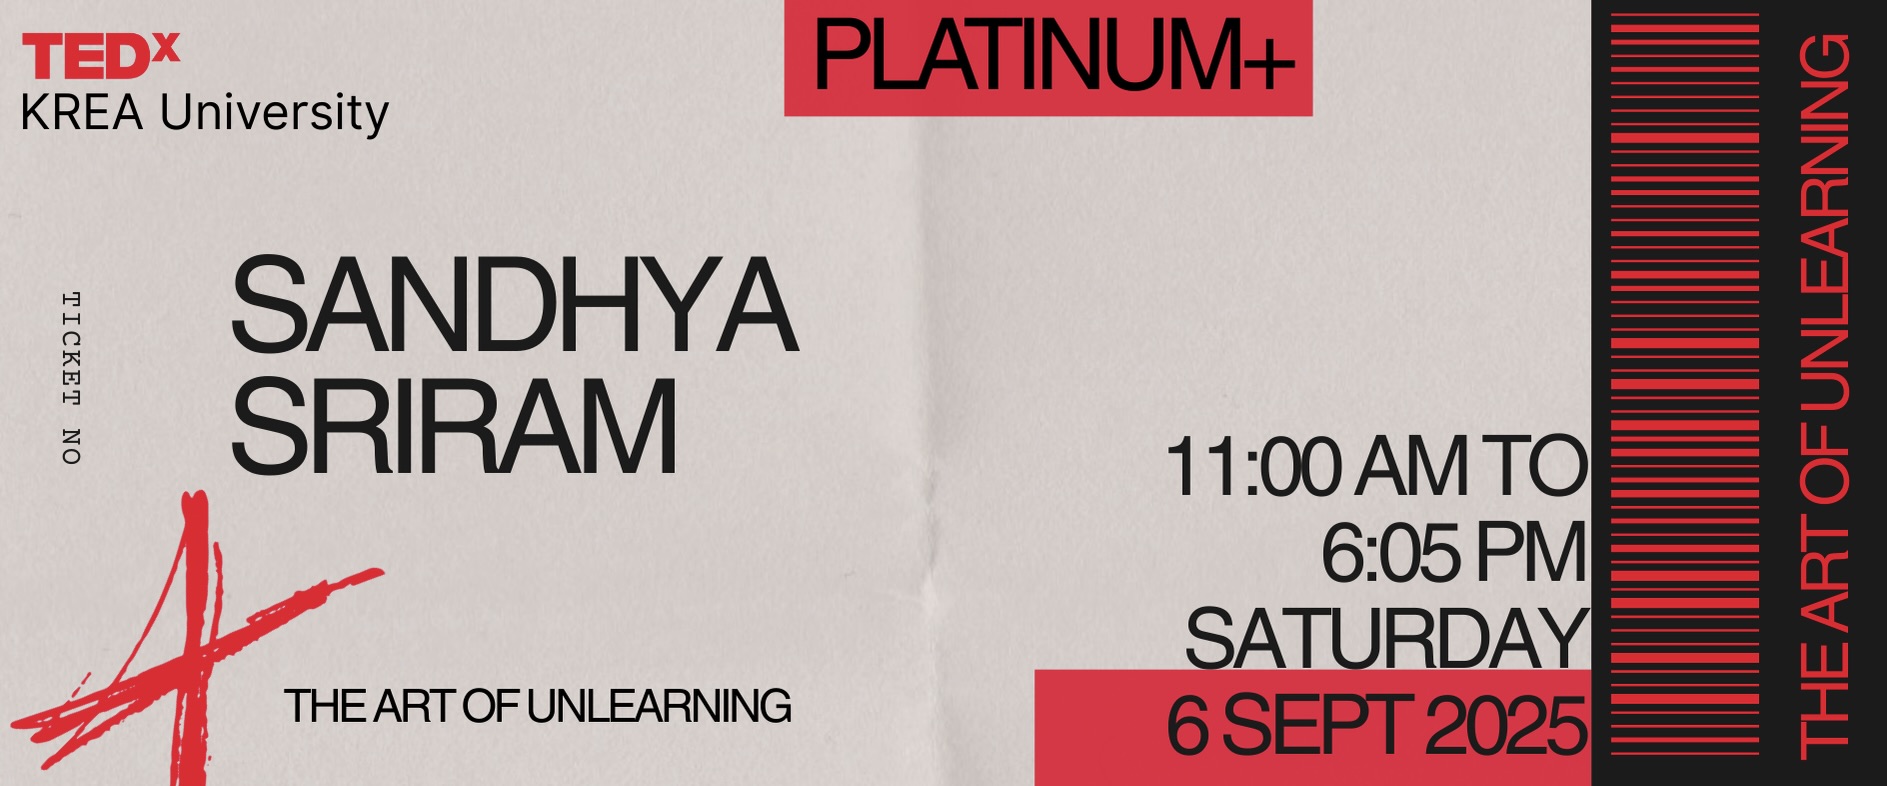 TEDx
KREA University
PLATINUM+
TICKET NO
SANDHYA
SRIRAM
THE ART OF UNLEARNING
11:00 AM TO
6:05 PM
SATURDAY
6 SEPT 2025
THE ART OF UNLEARNING